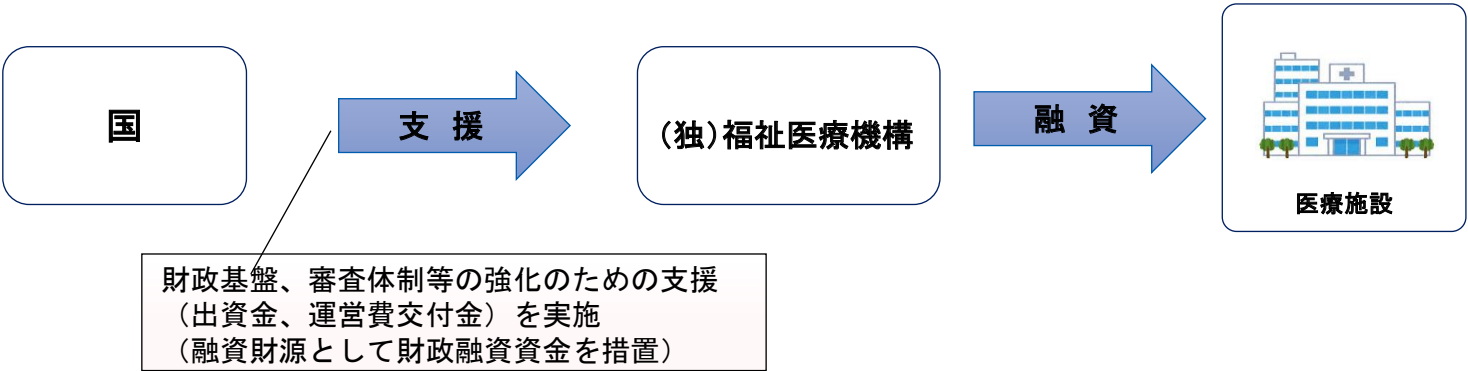 国
支 援
(独)福祉医療機構
融 資
医療施設
財政基盤、審査体制等の強化のための支援
(出資金、運営費交付金)を実施
(融資財源として財政融資資金を措置)